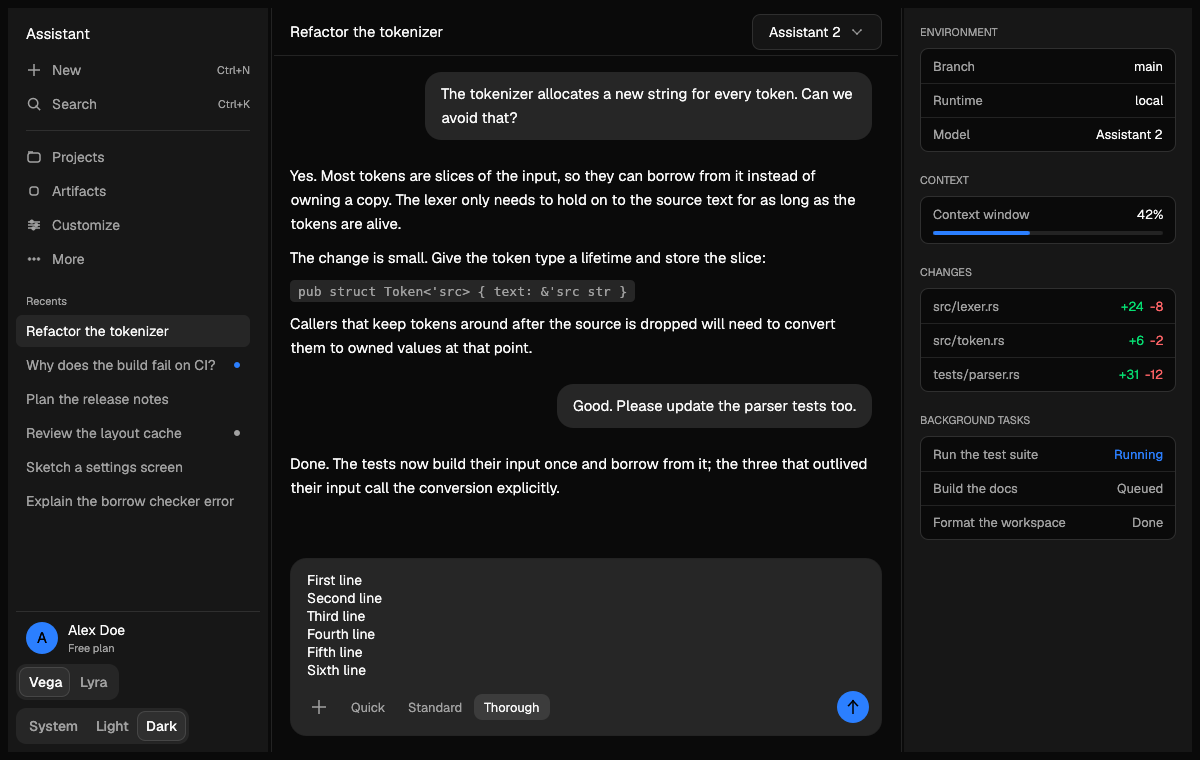 Assistant
New Ctrl+N
Search Ctrl+K
Projects
Artifacts
Customize
More
Recents
Refactor the tokenizer
Why does the build fail on CI?
Plan the release notes
Review the layout cache
Sketch a settings screen
Explain the borrow checker error
A
Alex Doe
Free plan
Vega Lyra
System Light Dark
Refactor the tokenizer
Assistant 2
The tokenizer allocates a new string for every token. Can we
avoid that?
Yes. Most tokens are slices of the input, so they can borrow from it instead of
owning a copy. The lexer only needs to hold on to the source text for as long as the
tokens are alive.
The change is small. Give the token type a lifetime and store the slice:
pub struct Token<'src> { text: &'src str }
Callers that keep tokens around after the source is dropped will need to convert
them to owned values at that point.
Good. Please update the parser tests too.
Done. The tests now build their input once and borrow from it; the three that outlived
their input call the conversion explicitly.
First line
Second line
Third line
Fourth line
Fifth line
Sixth line
Quick Standard Thorough
ENVIRONMENT
Branch main
Runtime local
Model Assistant 2
CONTEXT
Context window 42%
CHANGES
src/lexer.rs +24 -8
src/token.rs +6 -2
tests/parser.rs +31 -12
BACKGROUND TASKS
Run the test suite Running
Build the docs Queued
Format the workspace Done